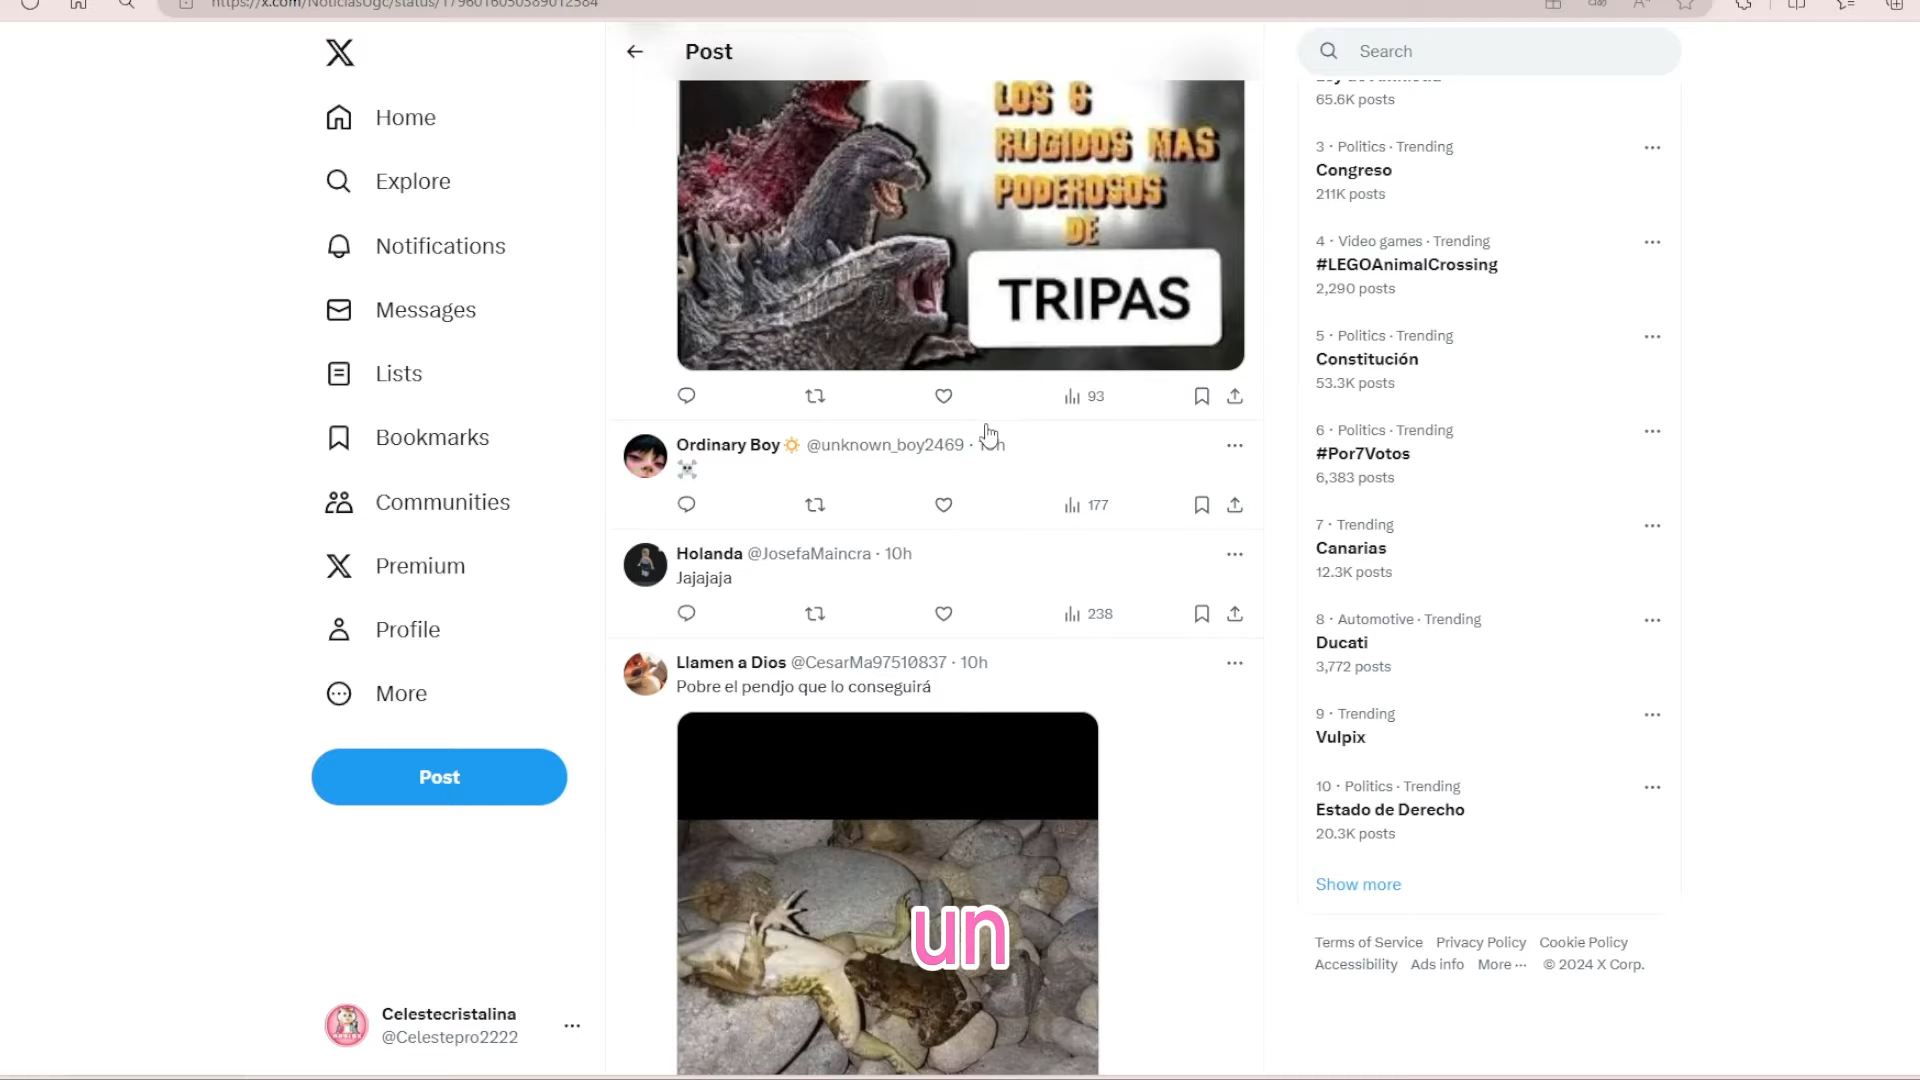 https://x.com/NoticiasUgc/status/1796016050389012584
Home
Explore
Notifications
Messages
Lists
Bookmarks
Communities
Premium
Profile
More
Post
Celestecristalina
@Celestepro2222
Post
LOS 6
RUGIDOS MAS
PODEROSOS
DE
TRIPAS
93
Ordinary Boy @unknown_boy2469 ·
177
Holanda @JosefaMaincra · 10h
Jajajaja
238
Llamen a Dios @CesarMa97510837 · 10h
Pobre el pendjo que lo conseguirá
un
Search
65.6K posts
3 · Politics · Trending
Congreso
211K posts
4 · Video games · Trending
#LEGOAnimalCrossing
2,290 posts
5 · Politics · Trending
Constitución
53.3K posts
6 · Politics · Trending
#Por7Votos
6,383 posts
7 · Trending
Canarias
12.3K posts
8 · Automotive · Trending
Ducati
3,772 posts
9 · Trending
Vulpix
10 · Politics · Trending
Estado de Derecho
20.3K posts
Show more
Terms of Service Privacy Policy Cookie Policy
Accessibility Ads info More ··· © 2024 X Corp.